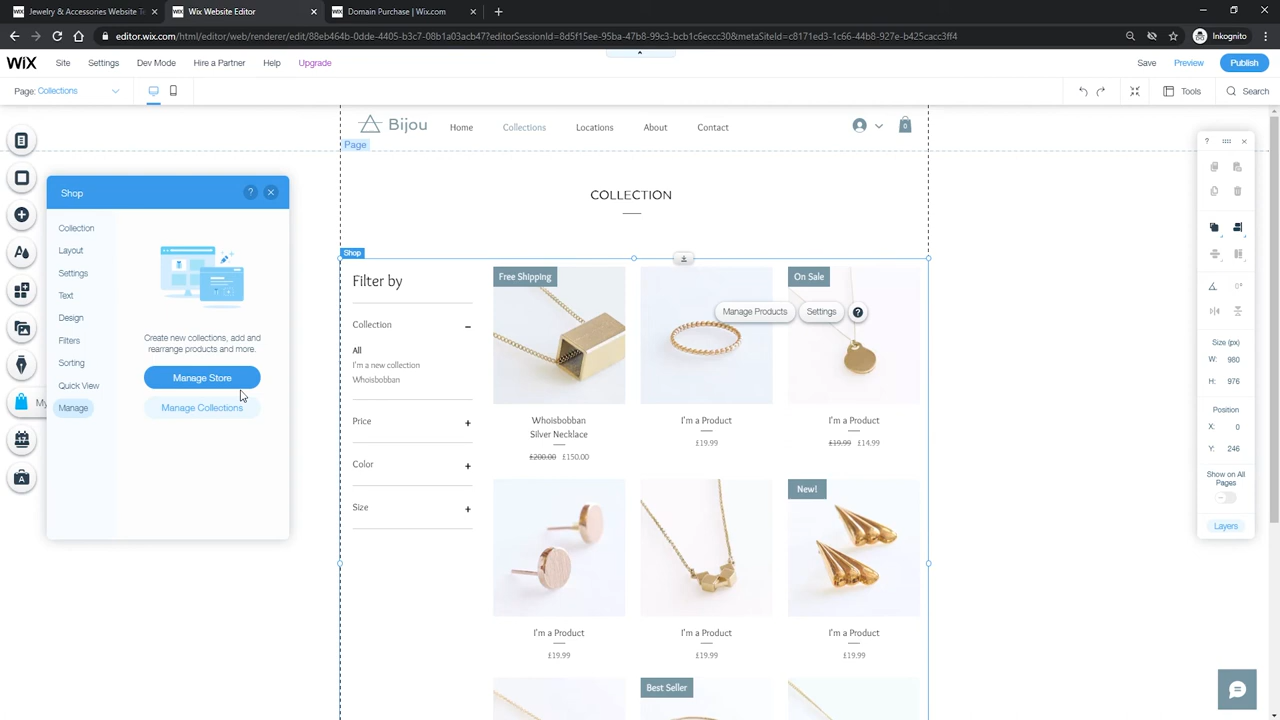 Jewelry & Accessories Website T
Wix Website Editor
Domain Purchase | Wix.com
editor.wix.com/html/editor/web/renderer/edit/88eb40ea-0dde-4405-b3c7-08b1a03acb47?editorSessionId=8d5f15ee-95ba-47b8-99c3-bcb1c6eccc30&metaSiteId=c8171ed3-1c66-44b8-927e-b425cacc3ff4
Incognito
WiX
Site
Settings
Dev Mode
Hire a Partner
Help
Upgrade
Save
Preview
Publish
Page: Collections
Tools
Search
Bijou
Home
Collections
Locations
About
Contact
0
Page
COLLECTION
Shop
Shop
Collection
Layout
Settings
Text
Design
Filters
Sorting
Quick View
Manage
Create new collections, add and
rearrange products and more.
Manage Store
Manage Collections
My
Filter by
Collection
All
I'm a new collection
Whoisbobban
Price
Color
Size
Free Shipping
On Sale
Manage Products
Settings
Whoisbobban
Silver Necklace
£200.00 £150.00
I'm a Product
£19.99
I'm a Product
£19.99 £14.99
New!
I'm a Product
£19.99
I'm a Product
£19.99
I'm a Product
£19.99
Best Seller
0°
Size (px)
W: 980
H: 976
Position
X: 0
Y: 246
Show on All
Pages
Layers